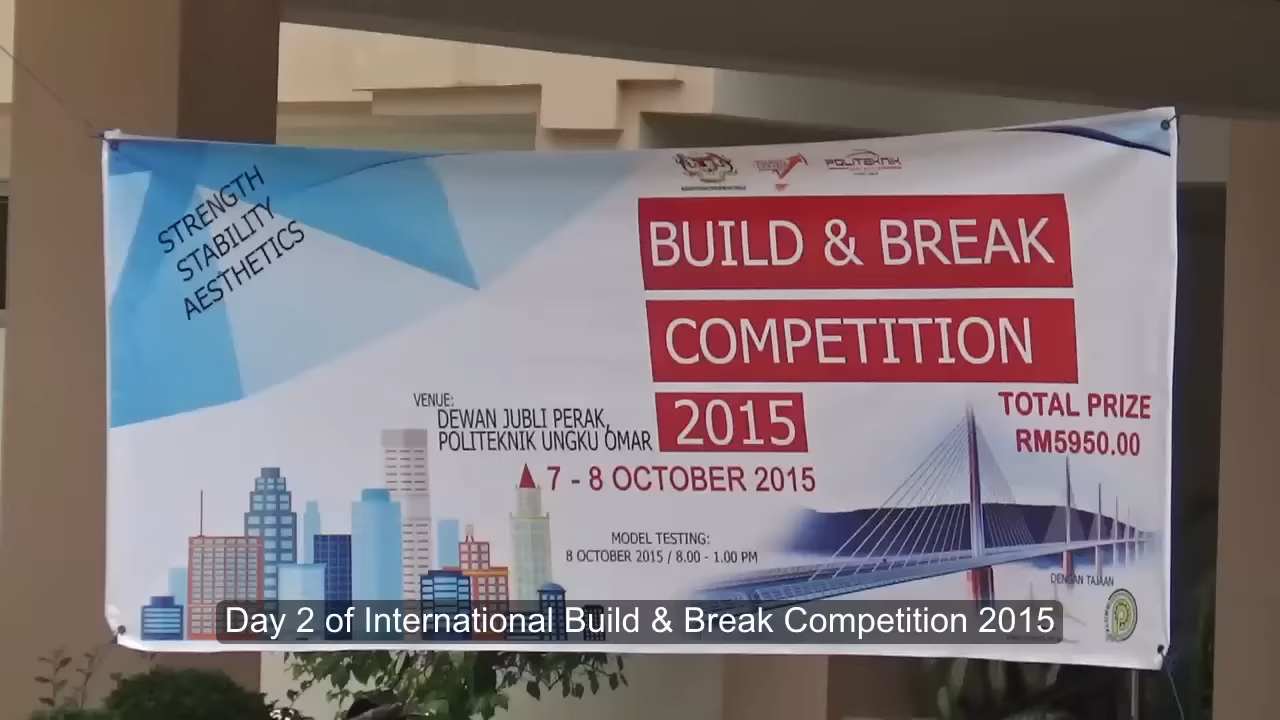 STRENGTH
STABILITY
AESTHETICS
POLITEKNIK
BUILD & BREAK
COMPETITION
2015
TOTAL PRIZE
RM5950.00
VENUE:
DEWAN JUBLI PERAK,
POLITEKNIK UNGKU OMAR
7 - 8 OCTOBER 2015
MODEL TESTING:
8 OCTOBER 2015 / 8.00 - 1.00 PM
DENGAN TAJAAN
Day 2 of International Build & Break Competition 2015